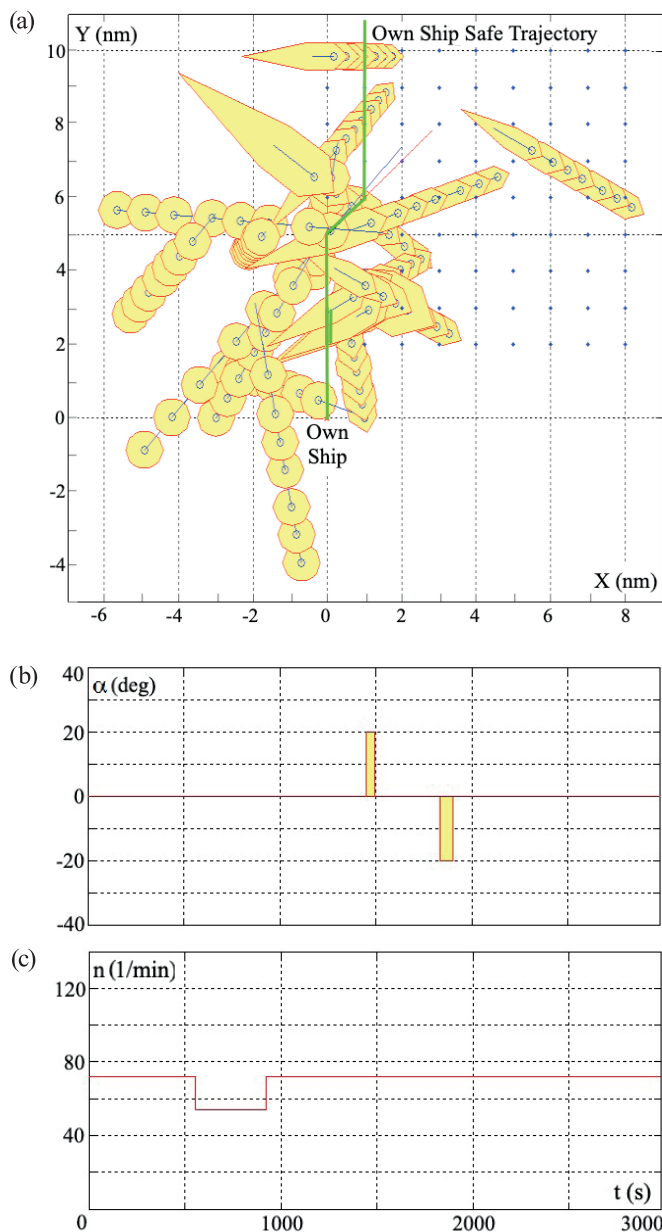 (a)
Y (nm)
Own Ship Safe Trajectory
10
8
6
4
2
0
-2
-4
Own
Ship
X (nm)
-6 -4 -2 0 2 4 6 8
(b)
40
α (deg)
20
0
-20
-40
(c)
n (1/min)
120
80
40
t (s)
0 1000 2000 3000